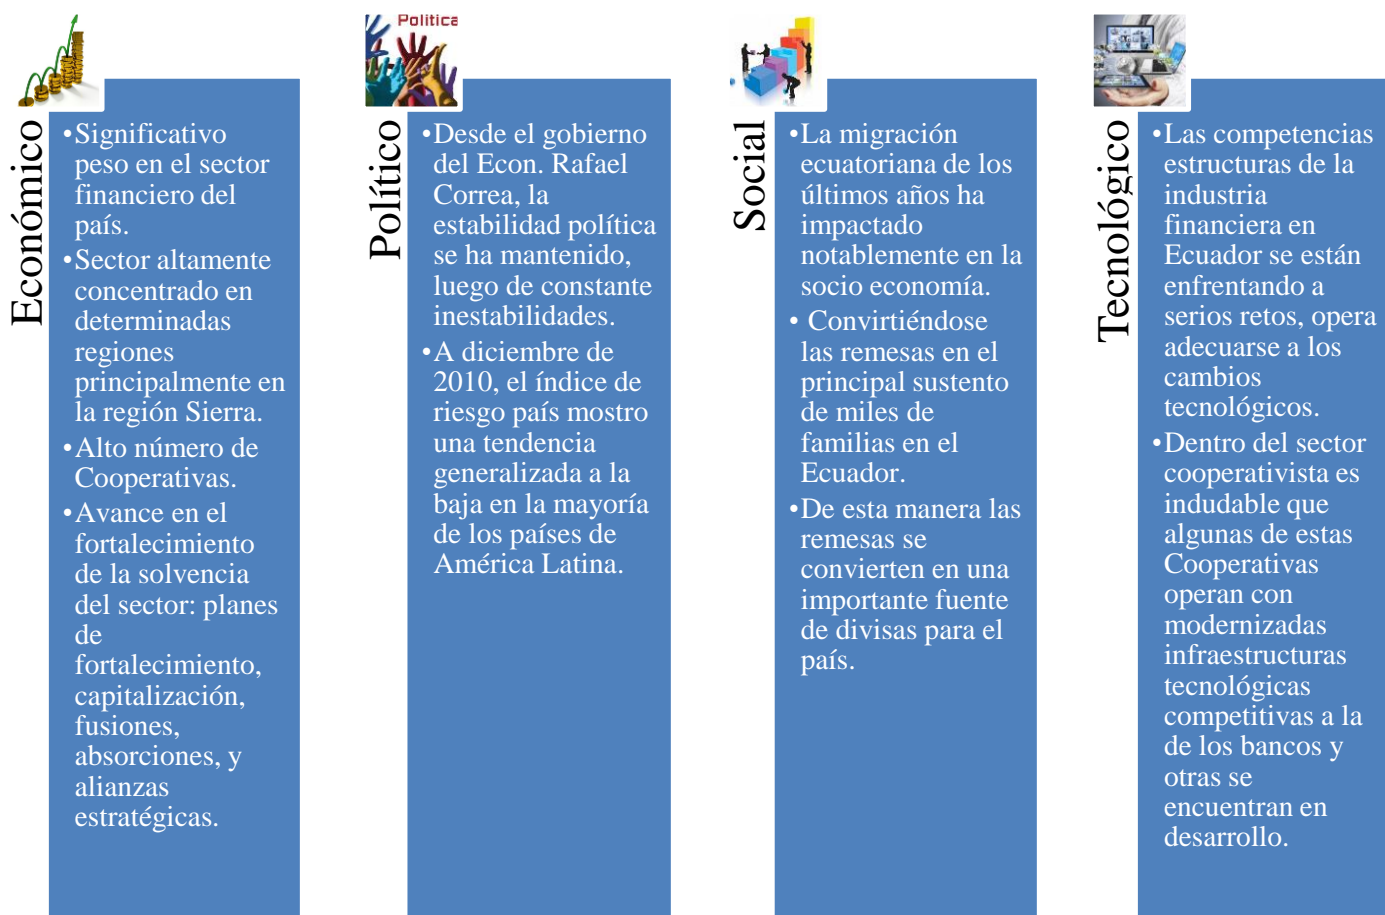 Económico
•Significativo
peso en el sector
financiero del
país.
•Sector altamente
concentrado en
determinadas
regiones
principalmente en
la región Sierra.
•Alto número de
Cooperativas.
•Avance en el
fortalecimiento
de la solvencia
del sector: planes
de
fortalecimiento,
capitalización,
fusiones,
absorciones, y
alianzas
estratégicas.
Politica
Político
•Desde el gobierno
del Econ. Rafael
Correa, la
estabilidad política
se ha mantenido,
luego de constante
inestabilidades.
•A diciembre de
2010, el índice de
riesgo país mostro
una tendencia
generalizada a la
baja en la mayoría
de los países de
América Latina.
Social
•La migración
ecuatoriana de los
últimos años ha
impactado
notablemente en la
socio economía.
• Convirtiéndose
las remesas en el
principal sustento
de miles de
familias en el
Ecuador.
•De esta manera las
remesas se
convierten en una
importante fuente
de divisas para el
país.
Tecnológico
•Las competencias
estructuras de la
industria
financiera en
Ecuador se están
enfrentando a
serios retos, opera
adecuarse a los
cambios
tecnológicos.
•Dentro del sector
cooperativista es
indudable que
algunas de estas
Cooperativas
operan con
modernizadas
infraestructuras
tecnológicas
competitivas a la
de los bancos y
otras se
encuentran en
desarrollo.